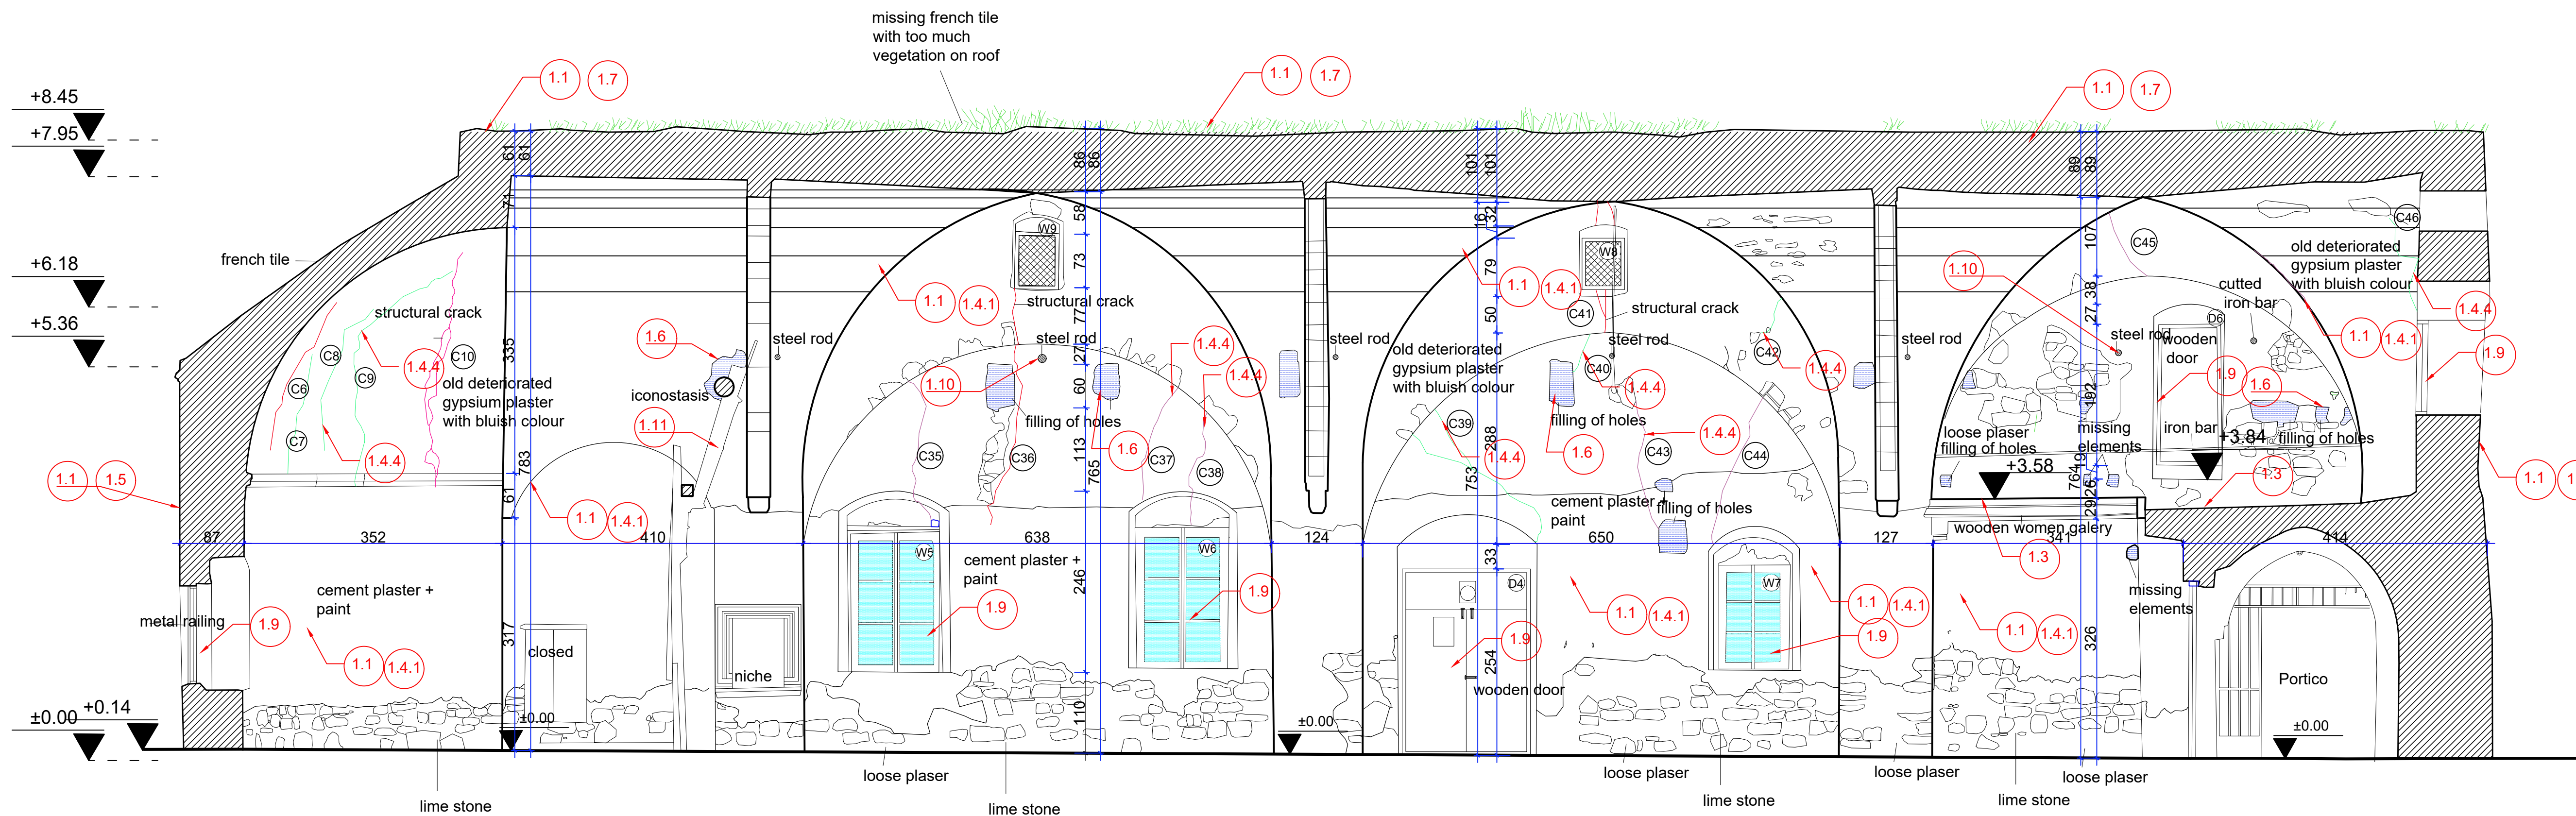 missing french tile
with too much
vegetation on roof
1.1 1.7
1.1 1.7
1.1 1.7
+8.45
+7.95
+6.18
+5.36
+0.14
±0.00
french tile
structural crack
C6
C7
C8
C9
C10
1.4.4
1.4.4
old deteriorated
gypsium plaster
with bluish colour
1.1 1.5
87
352
410
638
124
650
127
341
414
cement plaster +
paint
metal railing
1.9
1.1 1.4.1
lime stone
61
61
71
335
783
61
317
1.1 1.4.1
closed
±0.00
1.6
iconostasis
1.11
steel rod
niche
1.1 1.4.1
W9
structural crack
steel rod
1.10
filling of holes
1.6
1.4.4
1.4.4
C35
C36
C37
C38
86
86
58
73
77
27
60
113
765
246
110
W5
W6
cement plaster +
paint
1.9
1.9
loose plaser
lime stone
steel rod
±0.00
101
101
16
32
79
50
288
753
33
254
1.1 1.4.1
W8
C41
structural crack
steel rod
old deteriorated
gypsium plaster
with bluish colour
C40
C42
1.4.4
1.4.4
C39
1.4.4
filling of holes
1.6
C43
1.4.4
C44
cement plaster +
paint
filling of holes
D4
W7
1.9
wooden door
1.1 1.4.1
1.1 1.4.1
1.9
loose plaser
lime stone
steel rod
loose plaser
89
89
107
38
27
192
19
764
26
29
326
C45
C46
1.10
steel rod
wooden
door
D6
cutted
iron bar
old deteriorated
gypsium plaster
with bluish colour
1.4.4
1.1 1.4.1
1.9
1.9
1.6
loose plaser
filling of holes
missing
elements
iron bar
+3.84
filling of holes
+3.58
1.3
wooden women galery
1.3
missing
elements
1.1 1.4.1
Portico
±0.00
lime stone
loose plaser
1.1